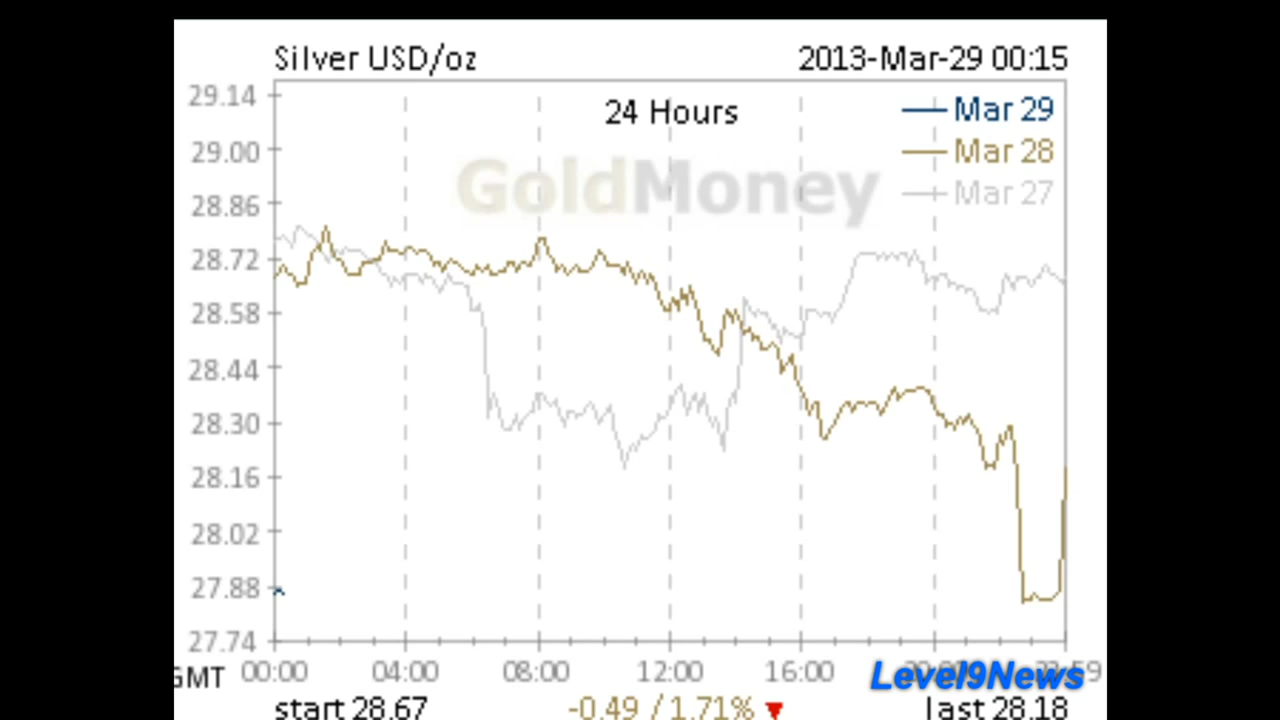 Silver USD/oz 2013-Mar-29 00:15
24 Hours
Mar 29
Mar 28
Mar 27
GoldMoney
29.14
29.00
28.86
28.72
28.58
28.44
28.30
28.16
28.02
27.88
27.74
GMT 00:00 04:00 08:00 12:00 16:00
Level9News
start 28.67 -0.49 / 1.71% last 28.18